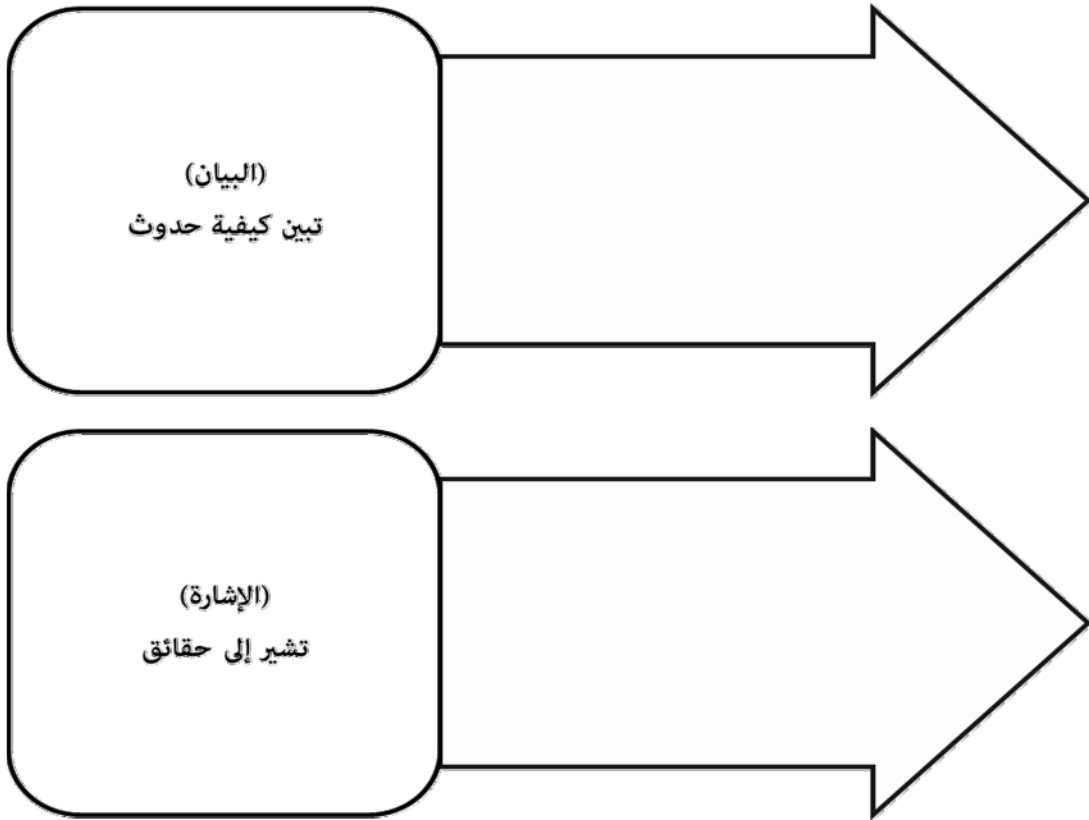 (البيان)
تبين كيفية حدوث
(الإشارة)
تشير إلى حقائق